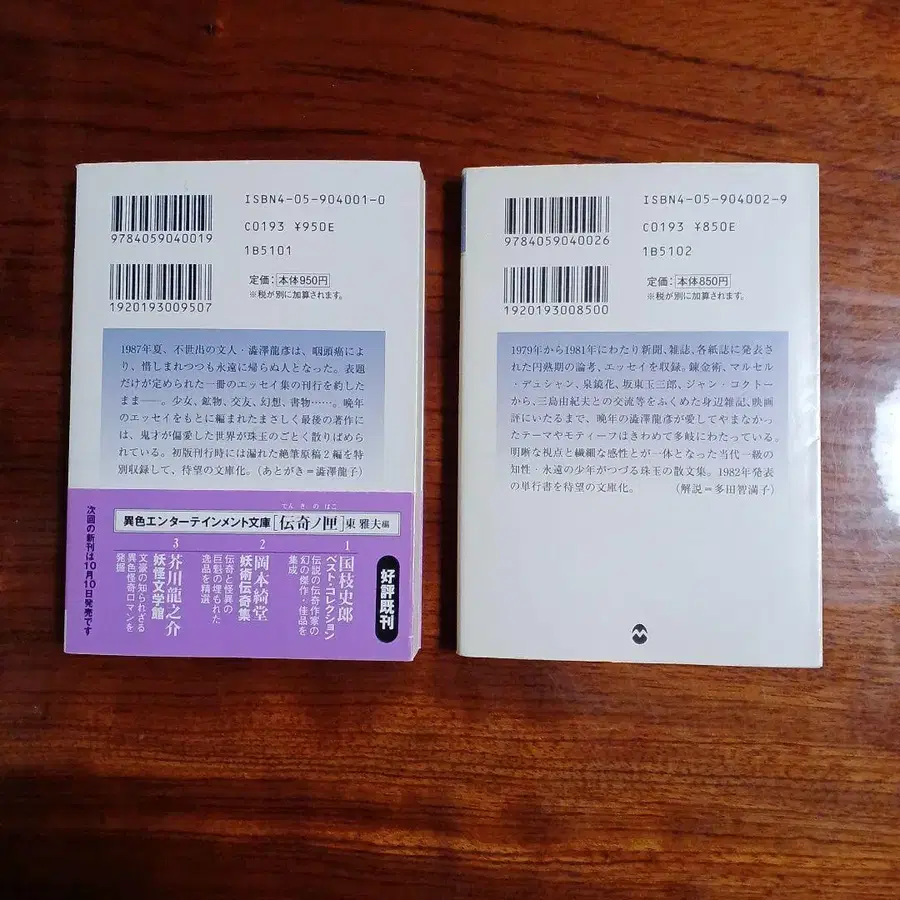 ISBN4-05-904001-0
C0193 ¥950E
1B5101
9784059040019
定価：本体950円
※税が別に加算されます。
1920193009507
1987年夏、不世出の文人・澁澤龍彦は、咽頭癌によ
り、惜しまれつつも永遠に帰らぬ人となった。表題
だけが定められた一冊のエッセイ集の刊行を約した
まま――。少女、鉱物、交友、幻想、書物……。晩年
のエッセイをもとに編まれたまさしく最後の著作に
は、鬼才が偏愛した世界が珠玉のごとく散りばめら
れている。初版刊行時には漏れた絶筆原稿2編を特
別収録して、待望の文庫化。（あとがき＝澁澤龍子）
でんきのはこ
異色エンターテインメント文庫［伝奇ノ匣］東雅夫編
好評既刊
1
国枝史郎
ベスト・コレクション
伝説の伝奇作家の
幻の傑作・佳品を
集成
2
岡本綺堂
妖術伝奇集
伝奇と怪異の
巨魁の埋もれた
逸品を精選
3
芥川龍之介
妖怪文学館
文豪の知られざる
異色怪奇ロマンを
発掘
次回の新刊は10月10日発売です
ISBN4-05-904002-9
C0193 ¥850E
1B5102
9784059040026
定価：本体850円
※税が別に加算されます。
1920193008500
1979年から1981年にわたり新聞、雑誌、各紙誌に発表さ
れた円熟期の論考、エッセイを収録。錬金術、マルセル
・デュシャン、泉鏡花、坂東玉三郎、ジャン・コクトー
から、三島由紀夫との交流等をふくめた身辺雑記、映画
評にいたるまで、晩年の澁澤龍彦が愛してやまなかっ
たテーマやモティーフはきわめて多岐にわたっている。
明晰な視点と繊細な感性とが一体となった当代一級の
知性・永遠の少年がつづる珠玉の散文集。1982年発表
の単行書を待望の文庫化。（解説＝多田智満子）